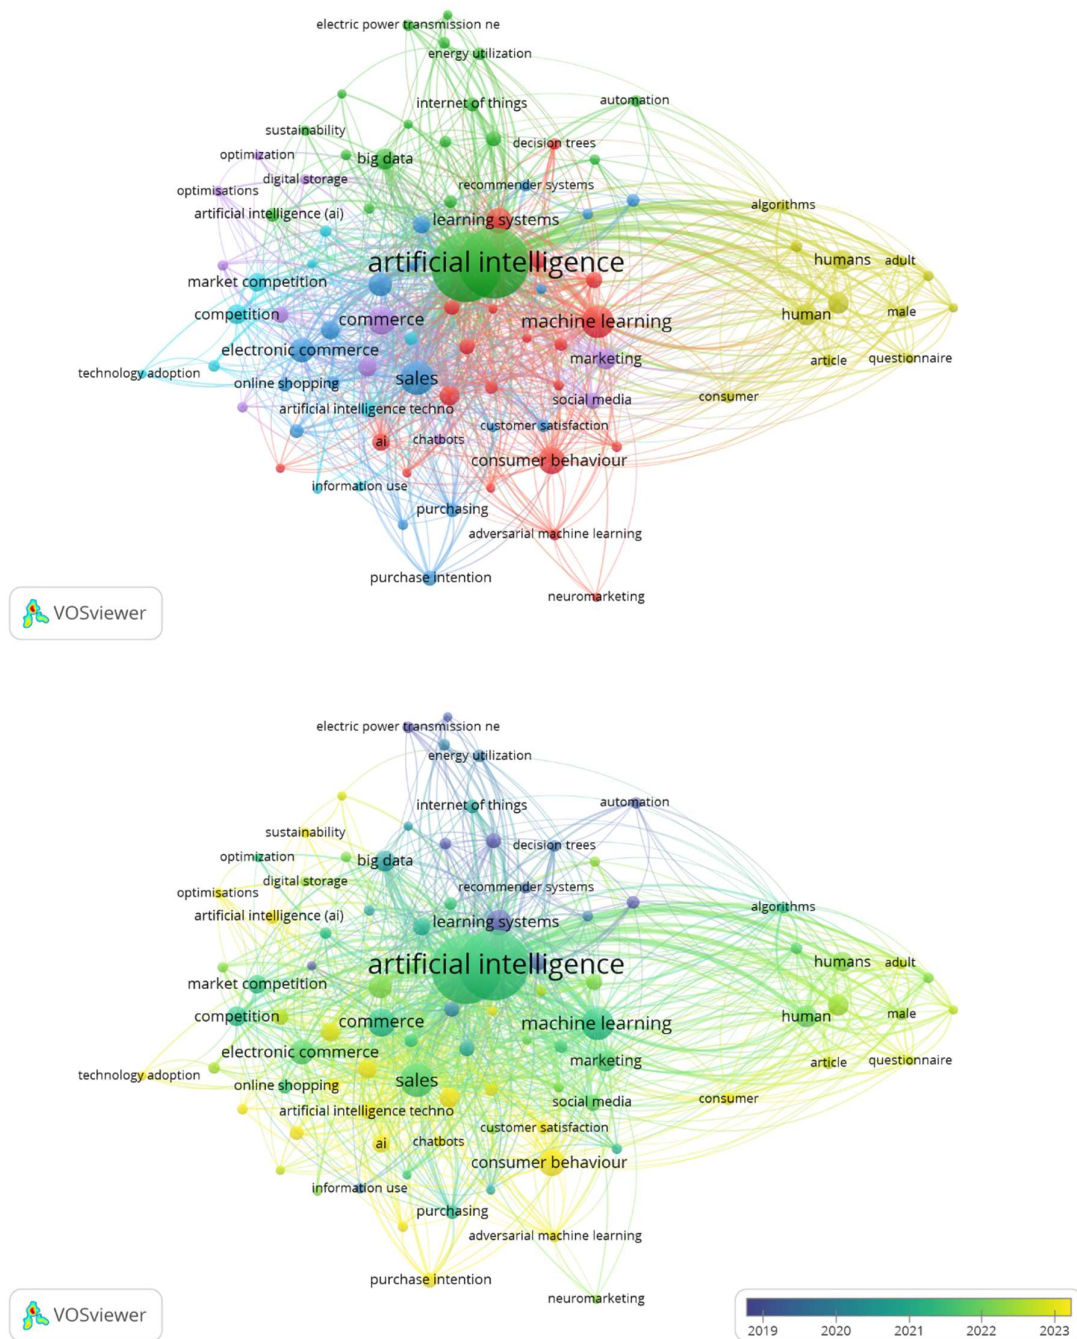 electric power transmission ne
energy utilization
internet of things
automation
sustainability
decision trees
optimization
big data
digital storage
recommender systems
optimisations
algorithms
artificial intelligence (ai)
learning systems
artificial intelligence
humans
adult
market competition
competition
commerce
machine learning
human
male
electronic commerce
marketing
article
questionnaire
technology adoption
online shopping
sales
consumer
artificial intelligence techno
social media
customer satisfaction
ai
chatbots
consumer behaviour
information use
purchasing
adversarial machine learning
purchase intention
neuromarketing
VOSviewer
electric power transmission ne
energy utilization
internet of things
automation
sustainability
decision trees
optimization
big data
digital storage
recommender systems
optimisations
algorithms
artificial intelligence (ai)
learning systems
artificial intelligence
humans
adult
market competition
competition
commerce
machine learning
human
male
electronic commerce
marketing
article
questionnaire
technology adoption
online shopping
sales
consumer
artificial intelligence techno
social media
customer satisfaction
ai
chatbots
consumer behaviour
information use
purchasing
adversarial machine learning
purchase intention
neuromarketing
VOSviewer
2019 2020 2021 2022 2023